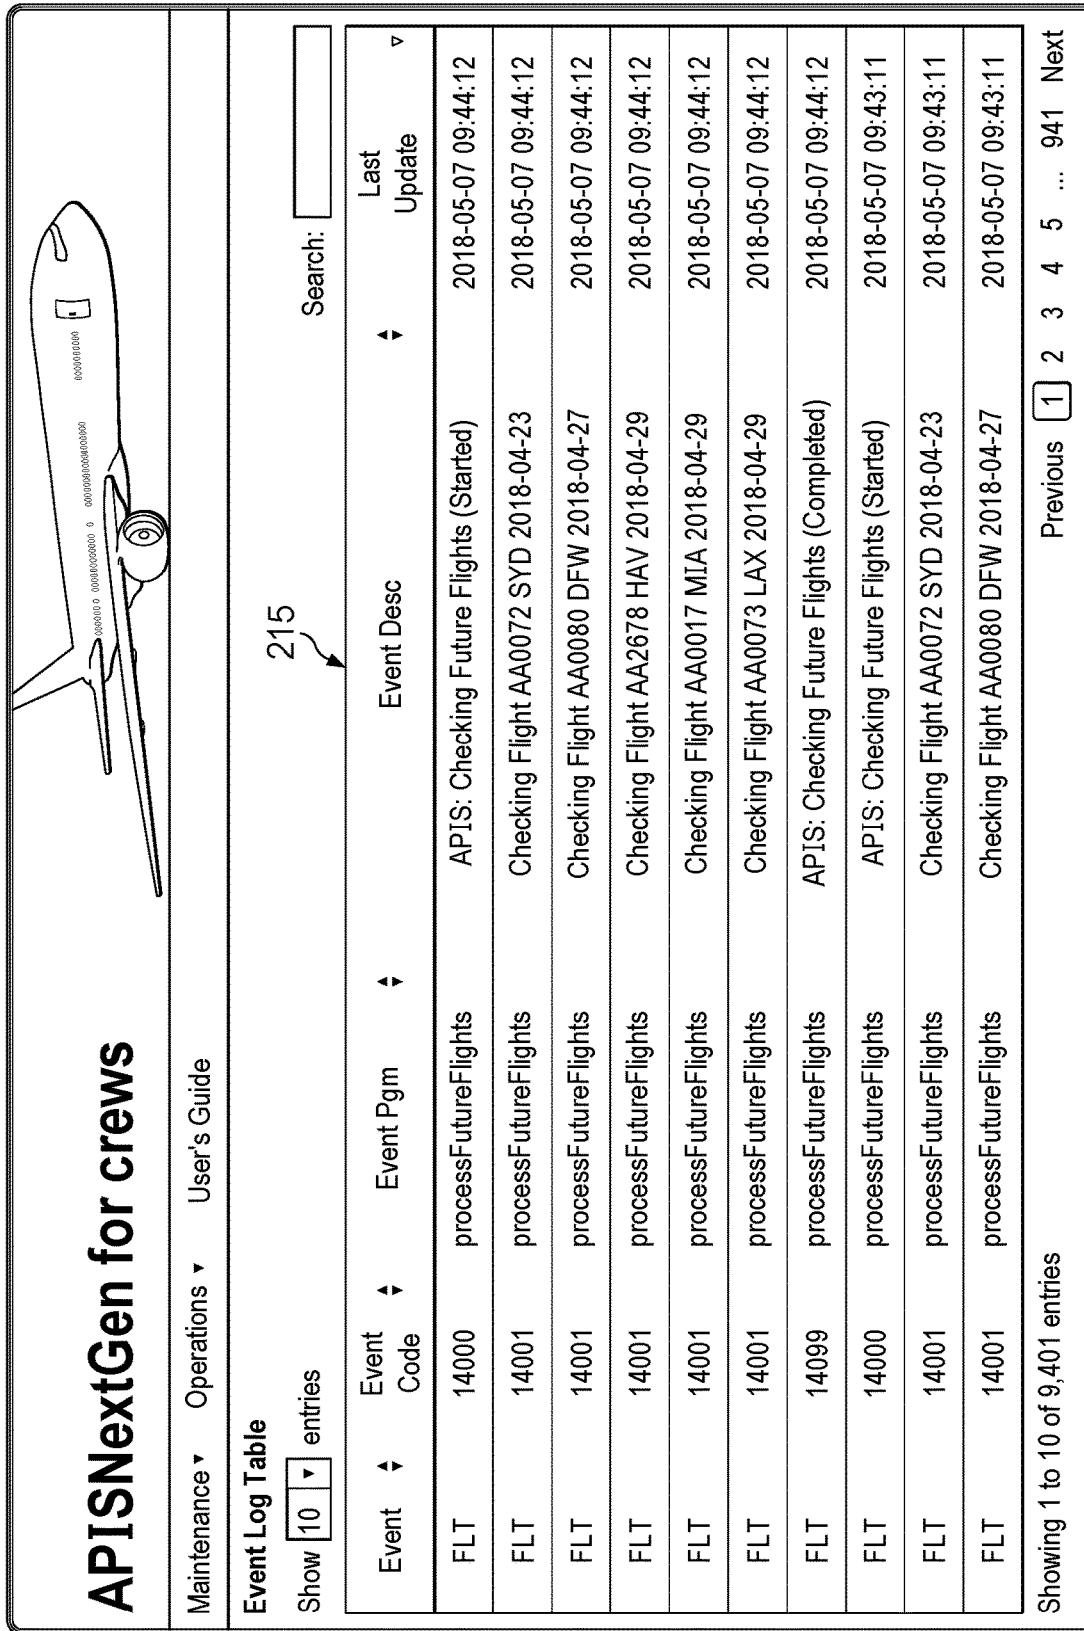 APISNextGen for crews
Maintenance ▾ Operations ▾ User's Guide
Event Log Table
Show 10 ▾ entries Search:
215
Event Event Code Event Pgm Event Desc Last Update
FLT 14000 processFutureFlights APIS: Checking Future Flights (Started) 2018-05-07 09:44:12
FLT 14001 processFutureFlights Checking Flight AA0072 SYD 2018-04-23 2018-05-07 09:44:12
FLT 14001 processFutureFlights Checking Flight AA0080 DFW 2018-04-27 2018-05-07 09:44:12
FLT 14001 processFutureFlights Checking Flight AA2678 HAV 2018-04-29 2018-05-07 09:44:12
FLT 14001 processFutureFlights Checking Flight AA0017 MIA 2018-04-29 2018-05-07 09:44:12
FLT 14001 processFutureFlights Checking Flight AA0073 LAX 2018-04-29 2018-05-07 09:44:12
FLT 14099 processFutureFlights APIS: Checking Future Flights (Completed) 2018-05-07 09:44:12
FLT 14000 processFutureFlights APIS: Checking Future Flights (Started) 2018-05-07 09:43:11
FLT 14001 processFutureFlights Checking Flight AA0072 SYD 2018-04-23 2018-05-07 09:43:11
FLT 14001 processFutureFlights Checking Flight AA0080 DFW 2018-04-27 2018-05-07 09:43:11
Showing 1 to 10 of 9,401 entries Previous 1 2 3 4 5 ... 941 Next